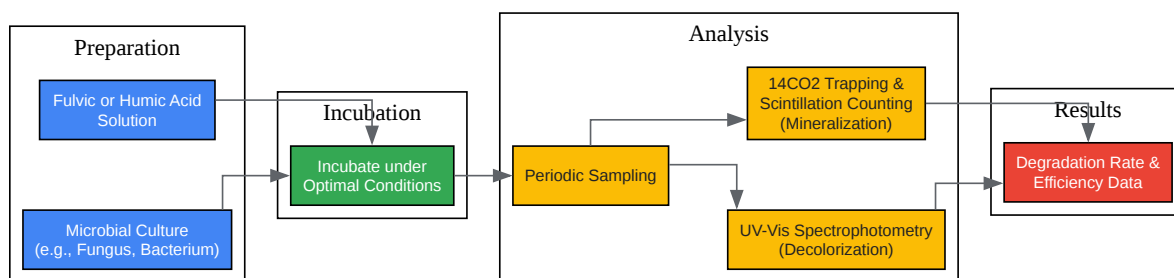 Preparation
Fulvic or Humic Acid
Solution
Microbial Culture
(e.g., Fungus, Bacterium)
Incubation
Incubate under
Optimal Conditions
Analysis
Periodic Sampling
14CO2 Trapping &
Scintillation Counting
(Mineralization)
UV-Vis Spectrophotometry
(Decolorization)
Results
Degradation Rate &
Efficiency Data